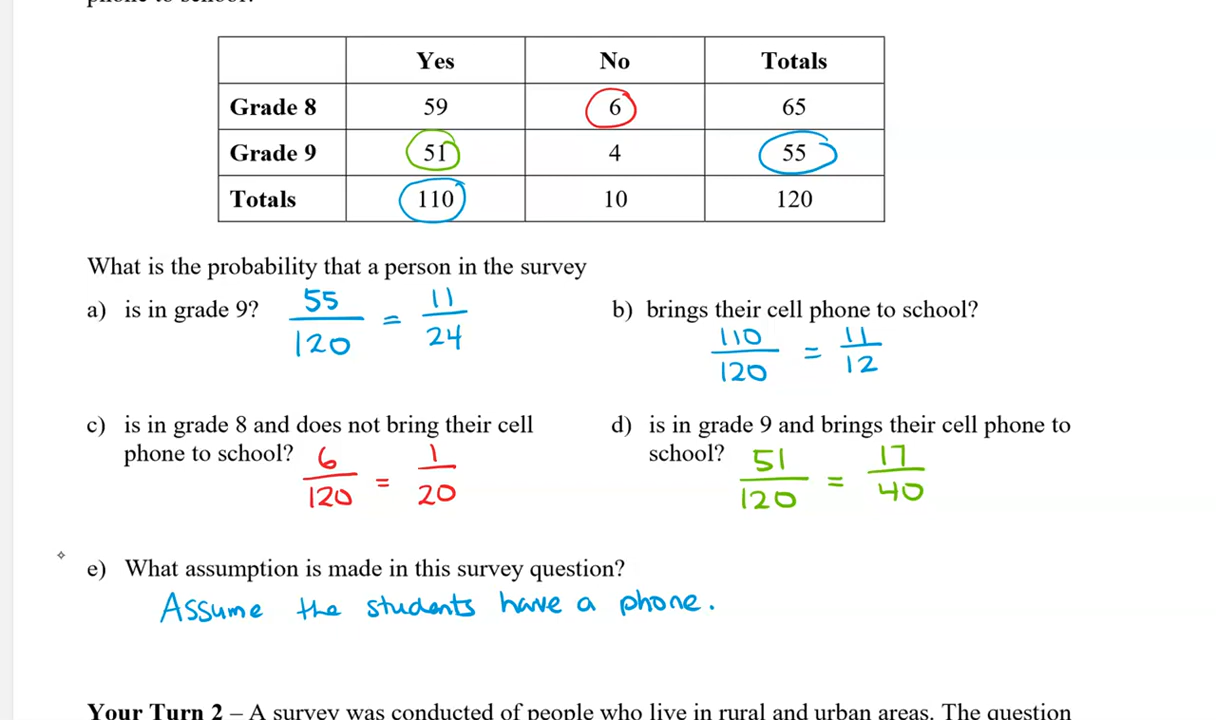 phone to school?
Yes No Totals
Grade 8 59 6 65
Grade 9 51 4 55
Totals 110 10 120
What is the probability that a person in the survey
a) is in grade 9? 55/120 = 11/24
b) brings their cell phone to school?
110/120 = 11/12
c) is in grade 8 and does not bring their cell
phone to school? 6/120 = 1/20
d) is in grade 9 and brings their cell phone to
school? 51/120 = 17/40
e) What assumption is made in this survey question?
Assume the students have a phone.
Your Turn 2 – A survey was conducted of people who live in rural and urban areas. The question